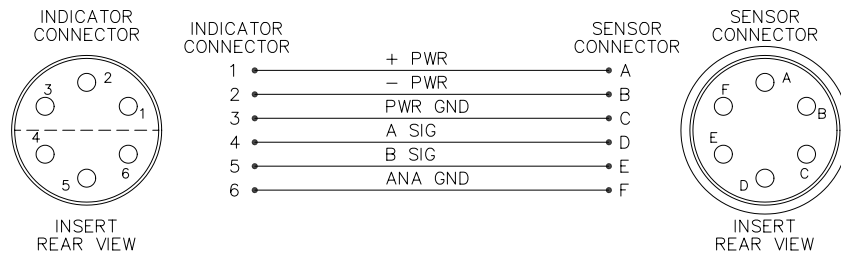 INDICATOR
CONNECTOR
2
3
1
4
6
5
INSERT
REAR VIEW
INDICATOR
CONNECTOR
SENSOR
CONNECTOR
1 + PWR A
2 – PWR B
3 PWR GND C
4 A SIG D
5 B SIG E
6 ANA GND F
SENSOR
CONNECTOR
A
F
B
E
C
D
INSERT
REAR VIEW